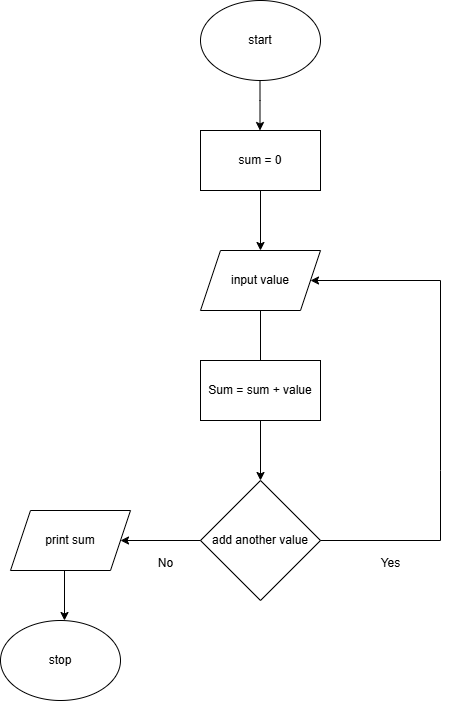 start
sum = 0
input value
Sum = sum + value
add another value
No
Yes
print sum
stop